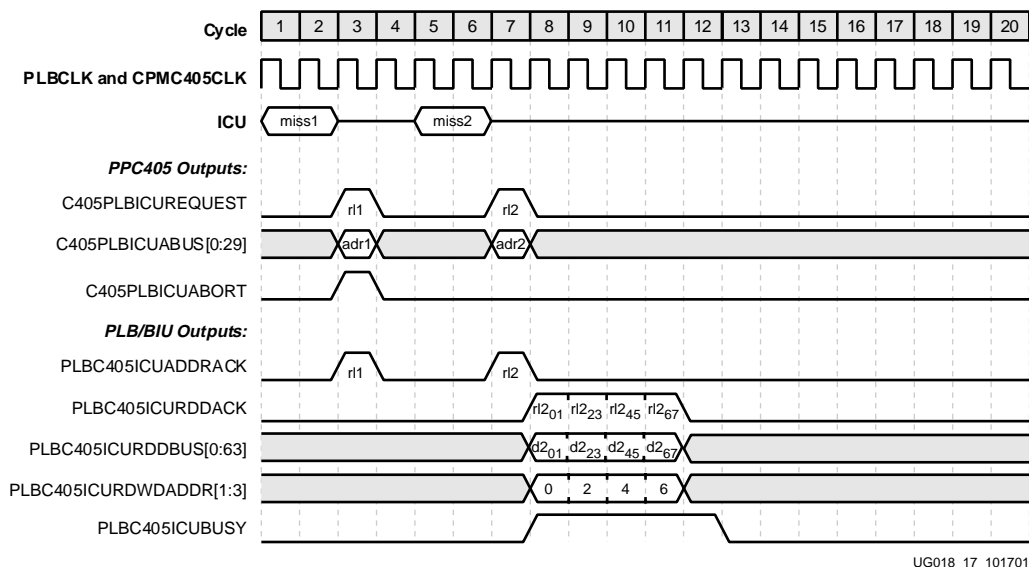 Cycle 1 2 3 4 5 6 7 8 9 10 11 12 13 14 15 16 17 18 19 20
PLBCLK and CPMC405CLK
ICU miss1 miss2
PPC405 Outputs:
C405PLBICUREQUEST rl1 rl2
C405PLBICUABUS[0:29] adr1 adr2
C405PLBICUABORT
PLB/BIU Outputs:
PLBC405ICUADDRACK rl1 rl2
PLBC405ICURDDACK rl2₀₁ rl2₂₃ rl2₄₅ rl2₆₇
PLBC405ICURDDBUS[0:63] d2₀₁ d2₂₃ d2₄₅ d2₆₇
PLBC405ICURDWDADDR[1:3] 0 2 4 6
PLBC405ICUBUSY
UG018_17_101701